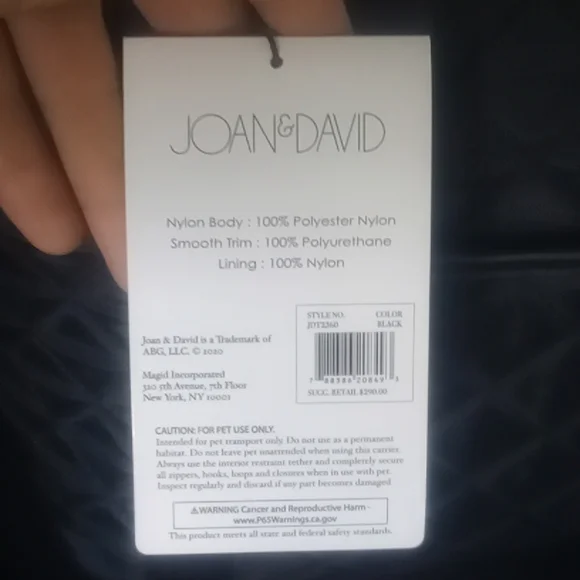 JOAN&DAVID
Nylon Body : 100% Polyester Nylon
Smooth Trim : 100% Polyurethane
Lining : 100% Nylon
STYLE NO. COLOR
JDT2360 BLACK
7 88386 20849 3
SUGG. RETAIL $290.00
Joan & David is a Trademark of
ABG, LLC. © 2020
Magid Incorporated
320 5th Avenue, 7th Floor
New York, NY 10001
CAUTION: FOR PET USE ONLY.
Intended for pet transport only. Do not use as a permanent
habitat. Do not leave pet unattended when using this carrier.
Always use the interior restraint tether and completely secure
all zippers, hooks, loops and closures when in use with pet.
Inspect regularly and discard if any part becomes damaged
⚠WARNING Cancer and Reproductive Harm -
www.P65Warnings.ca.gov
This product meets all state and federal safety standards.